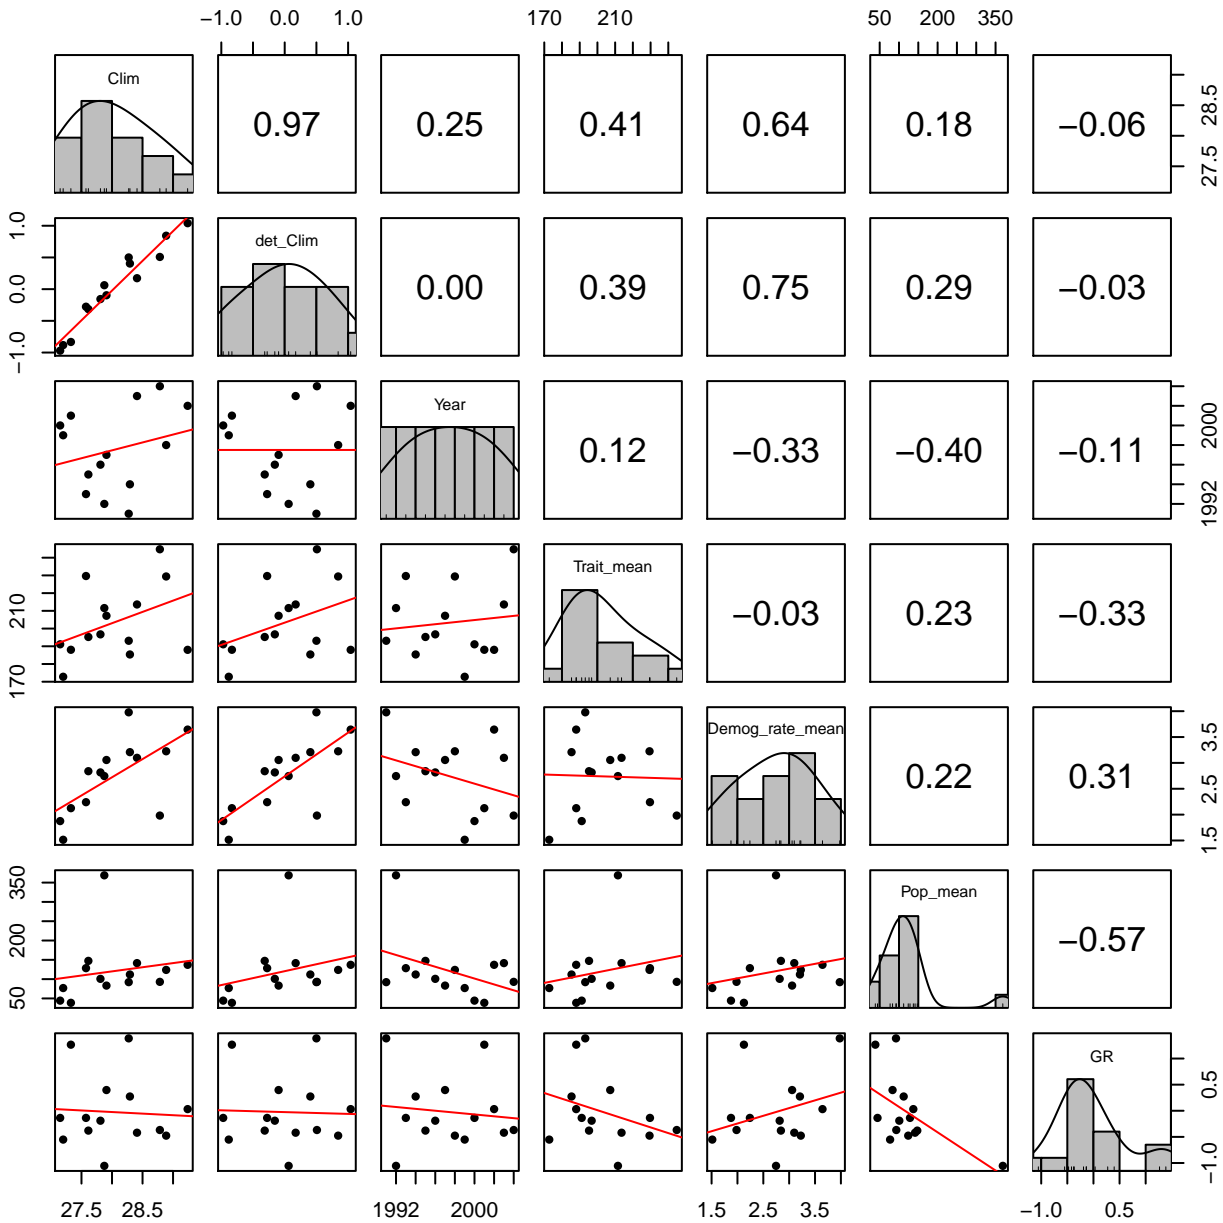 −1.0 0.0 1.0 170 210 50 200 350
Clim 0.97 0.25 0.41 0.64 0.18 −0.06 27.5 28.5
−1.0 0.0 1.0 det_Clim 0.00 0.39 0.75 0.29 −0.03
Year 0.12 −0.33 −0.40 −0.11 1992 2000
170 210 Trait_mean −0.03 0.23 −0.33
Demog_rate_mean 0.22 0.31 1.5 2.5 3.5
50 200 350 Pop_mean −0.57
GR −1.0 0.5
27.5 28.5 1992 2000 1.5 2.5 3.5 −1.0 0.5